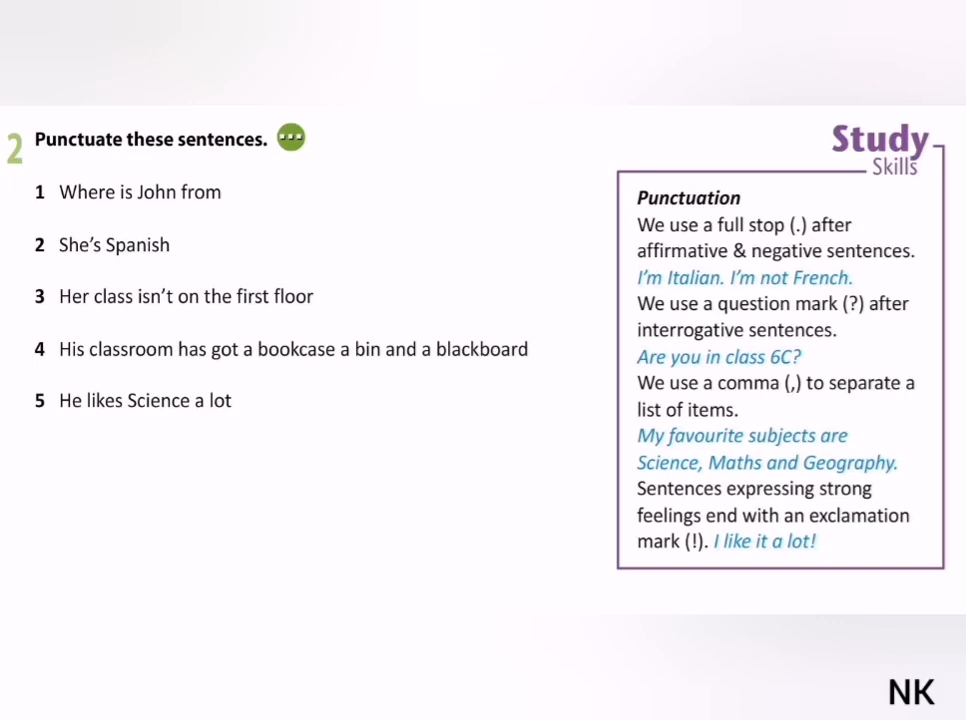 2 Punctuate these sentences.
1 Where is John from
2 She's Spanish
3 Her class isn't on the first floor
4 His classroom has got a bookcase a bin and a blackboard
5 He likes Science a lot
Study
Skills
Punctuation
We use a full stop (.) after
affirmative & negative sentences.
I'm Italian. I'm not French.
We use a question mark (?) after
interrogative sentences.
Are you in class 6C?
We use a comma (,) to separate a
list of items.
My favourite subjects are
Science, Maths and Geography.
Sentences expressing strong
feelings end with an exclamation
mark (!). I like it a lot!
NK